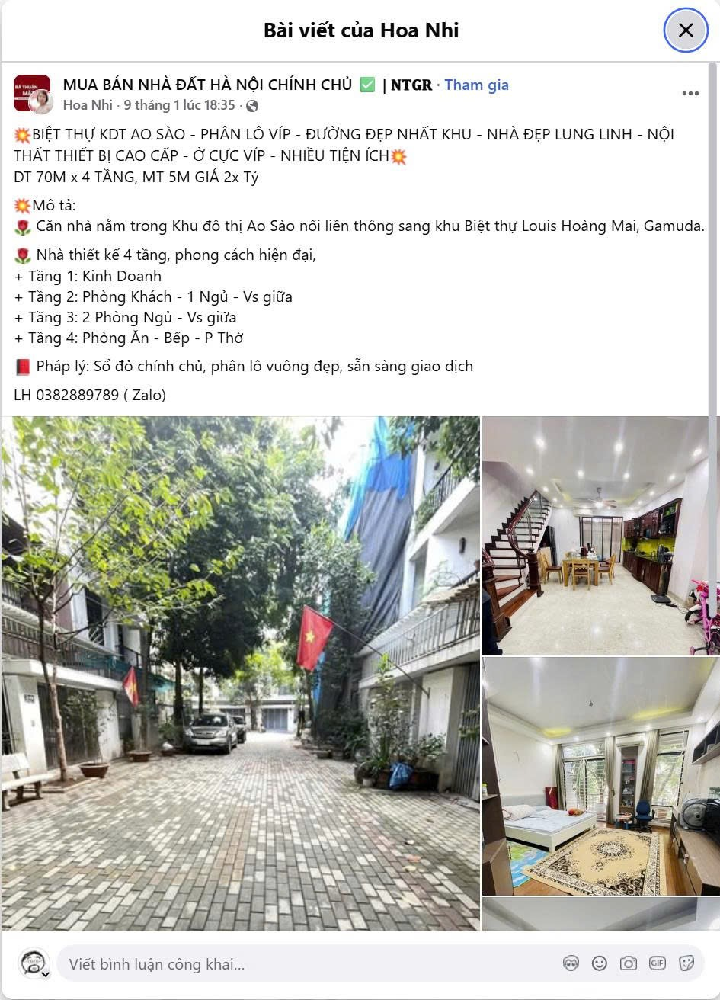 Bài viết của Hoa Nhi
MUA BÁN NHÀ ĐẤT HÀ NỘI CHÍNH CHỦ ✅ | 𝐍𝐓𝐆𝐑 · Tham gia
Hoa Nhi · 9 tháng 1 lúc 18:35 ·
💥BIỆT THỰ KDT AO SÀO - PHÂN LÔ VÍP - ĐƯỜNG ĐẸP NHẤT KHU - NHÀ ĐẸP LUNG LINH - NỘI
THẤT THIẾT BỊ CAO CẤP - Ở CỰC VÍP - NHIỀU TIỆN ÍCH💥
DT 70M x 4 TẦNG, MT 5M GIÁ 2x Tỷ
💥Mô tả:
🌹 Căn nhà nằm trong Khu đô thị Ao Sào nối liền thông sang khu Biệt thự Louis Hoàng Mai, Gamuda.
🌹 Nhà thiết kế 4 tầng, phong cách hiện đại,
+ Tầng 1: Kinh Doanh
+ Tầng 2: Phòng Khách - 1 Ngủ - Vs giữa
+ Tầng 3: 2 Phòng Ngủ - Vs giữa
+ Tầng 4: Phòng Ăn - Bếp - P Thờ
📕 Pháp lý: Sổ đỏ chính chủ, phân lô vuông đẹp, sẵn sàng giao dịch
LH 0382889789 ( Zalo)
Viết bình luận công khai...
GIF